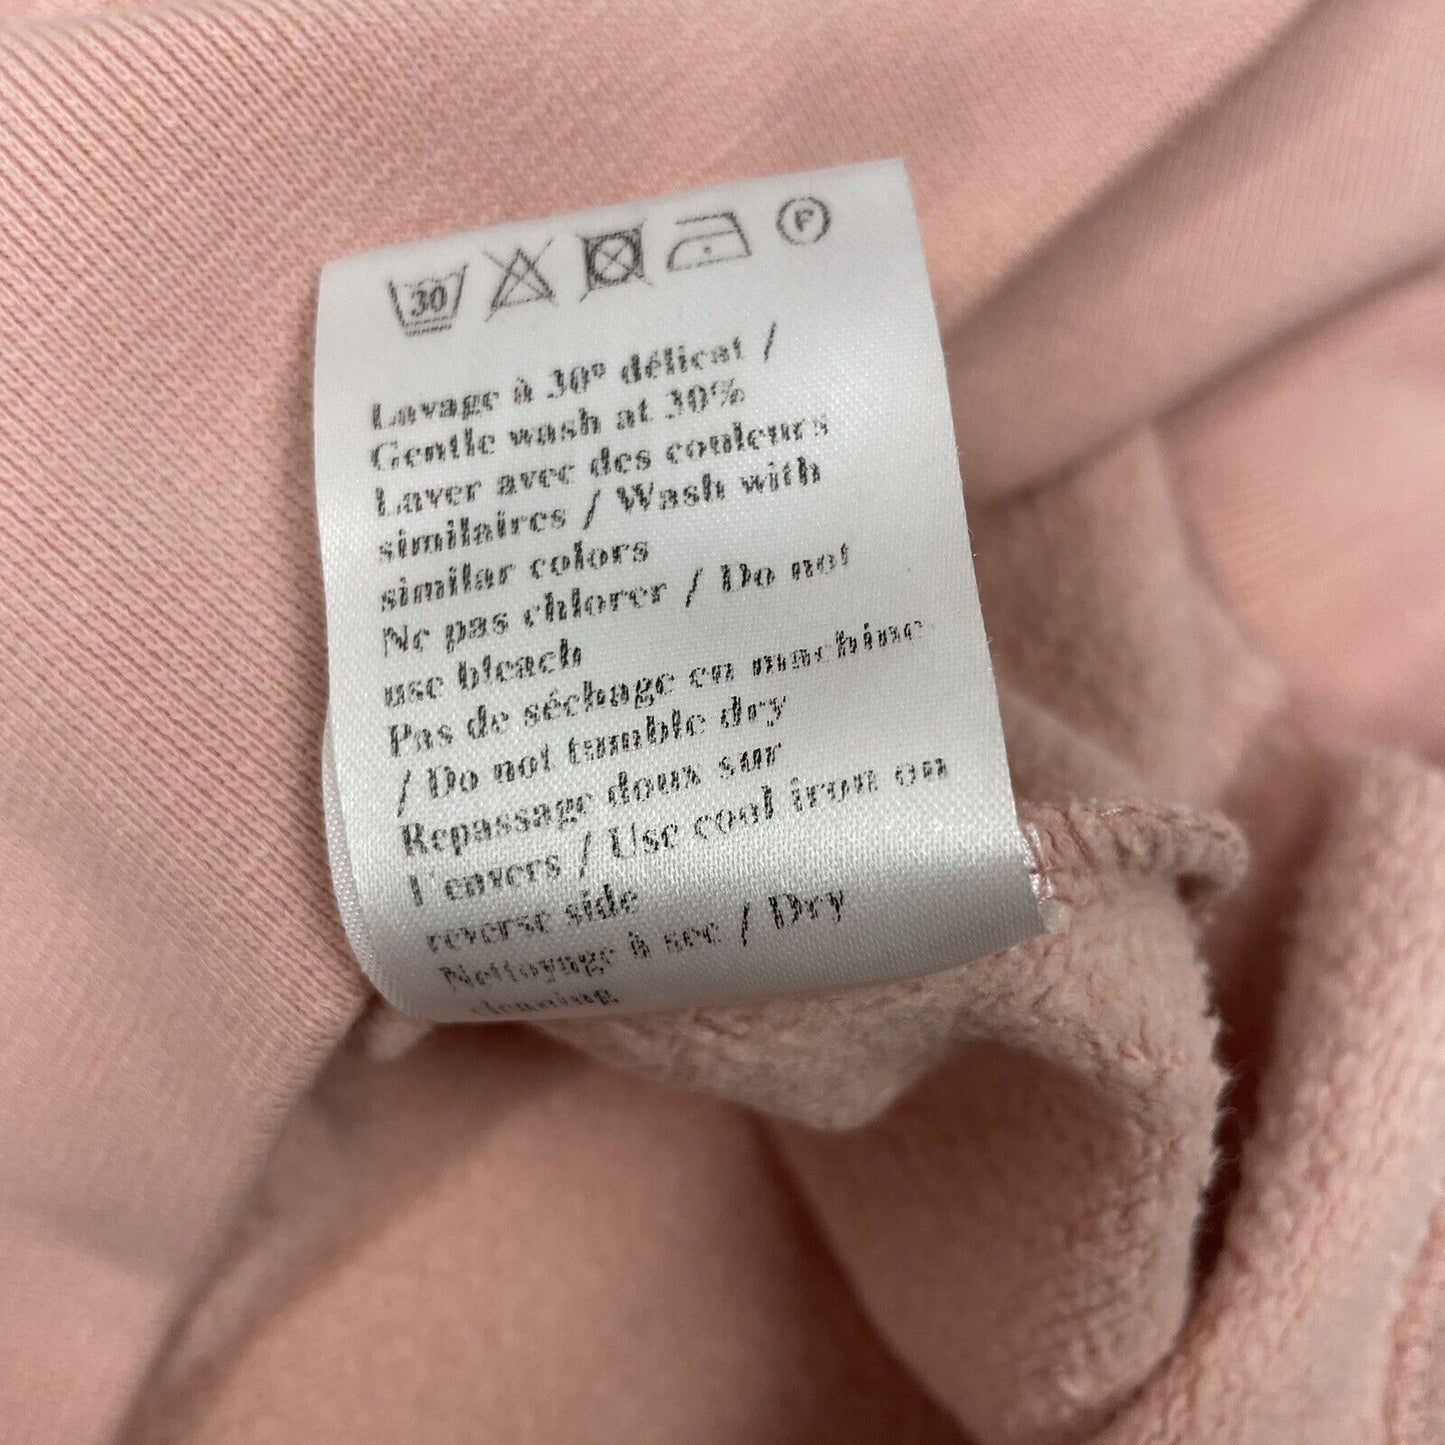 30 F
Lavage à 30° délicat /
Gentle wash at 30%
Laver avec des couleurs
similaires / Wash with
similar colors
Ne pas chlorer / Do not
use bleach
Pas de séchage en machine
/ Do not tumble dry
Repassage doux sur
l'envers / Use cool iron on
reverse side
Nettoyage à sec / Dry
cleaning